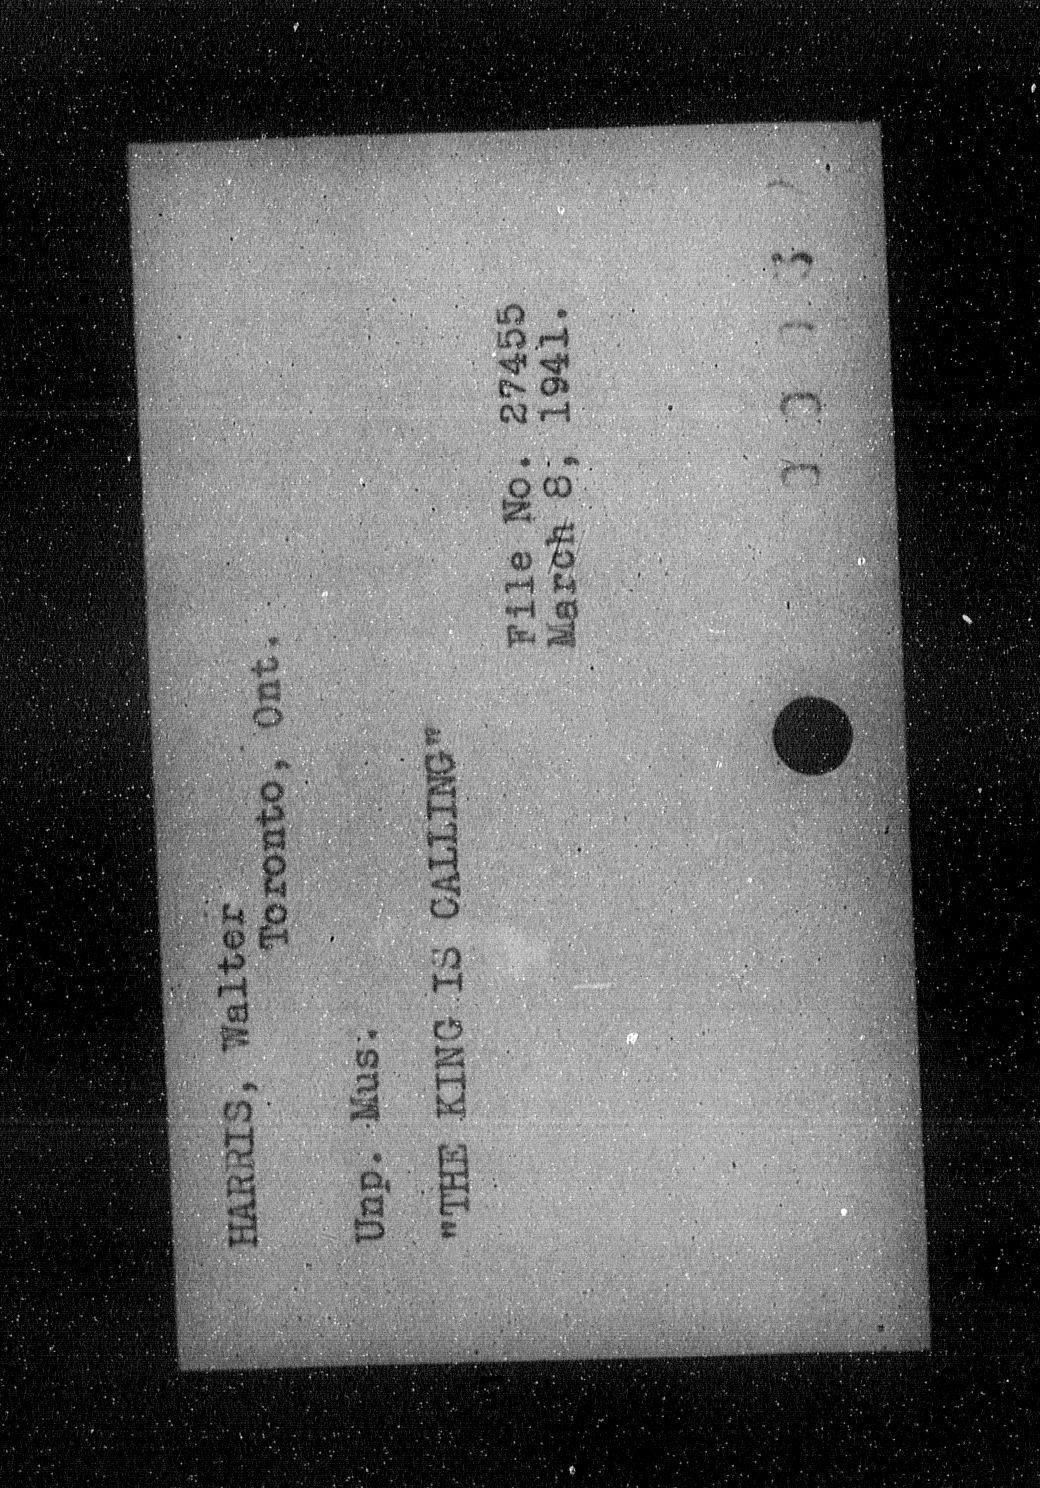 HARRIS, Walter
Toronto, Ont.
Unp. Mus.
"THE KING IS CALLING"
File No. 27455
March 8, 1941.